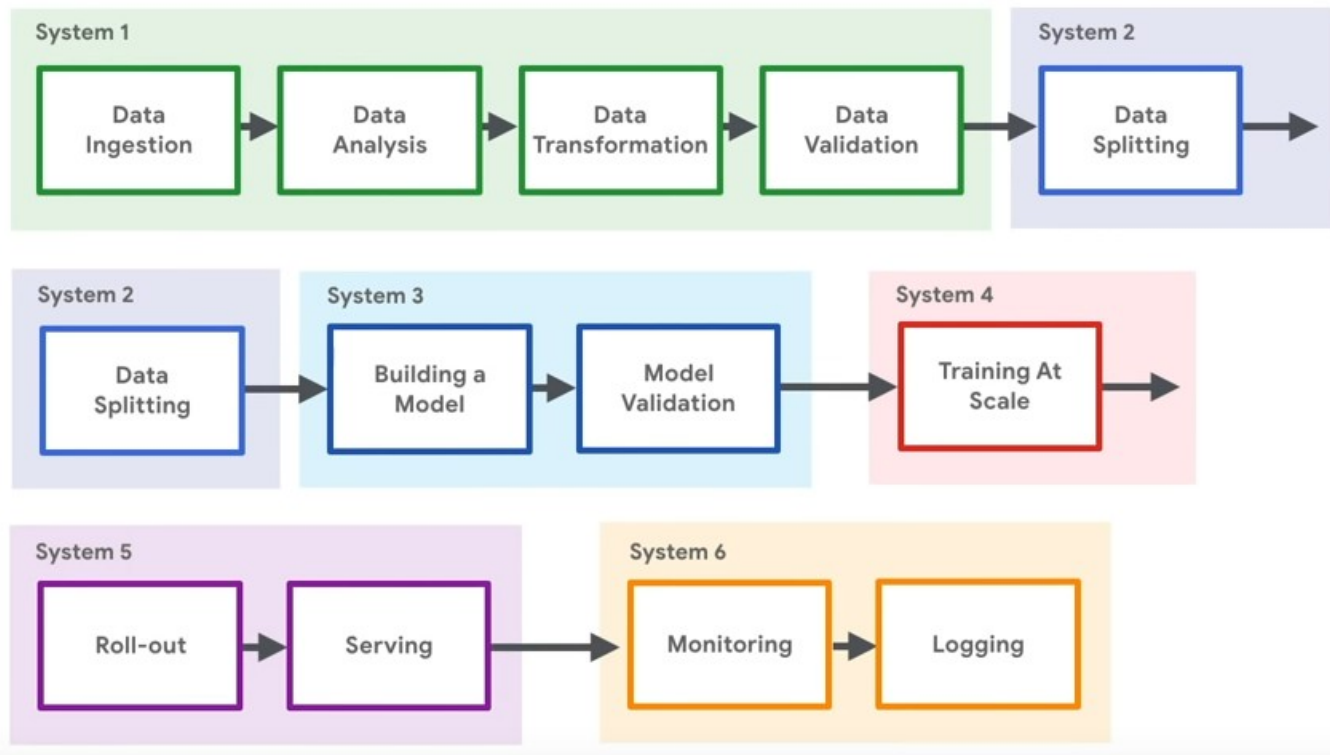 System 1
System 2
Data
Ingestion
Data
Analysis
Data
Transformation
Data
Validation
Data
Splitting
System 2
System 3
System 4
Data
Splitting
Building a
Model
Model
Validation
Training At
Scale
System 5
System 6
Roll-out
Serving
Monitoring
Logging